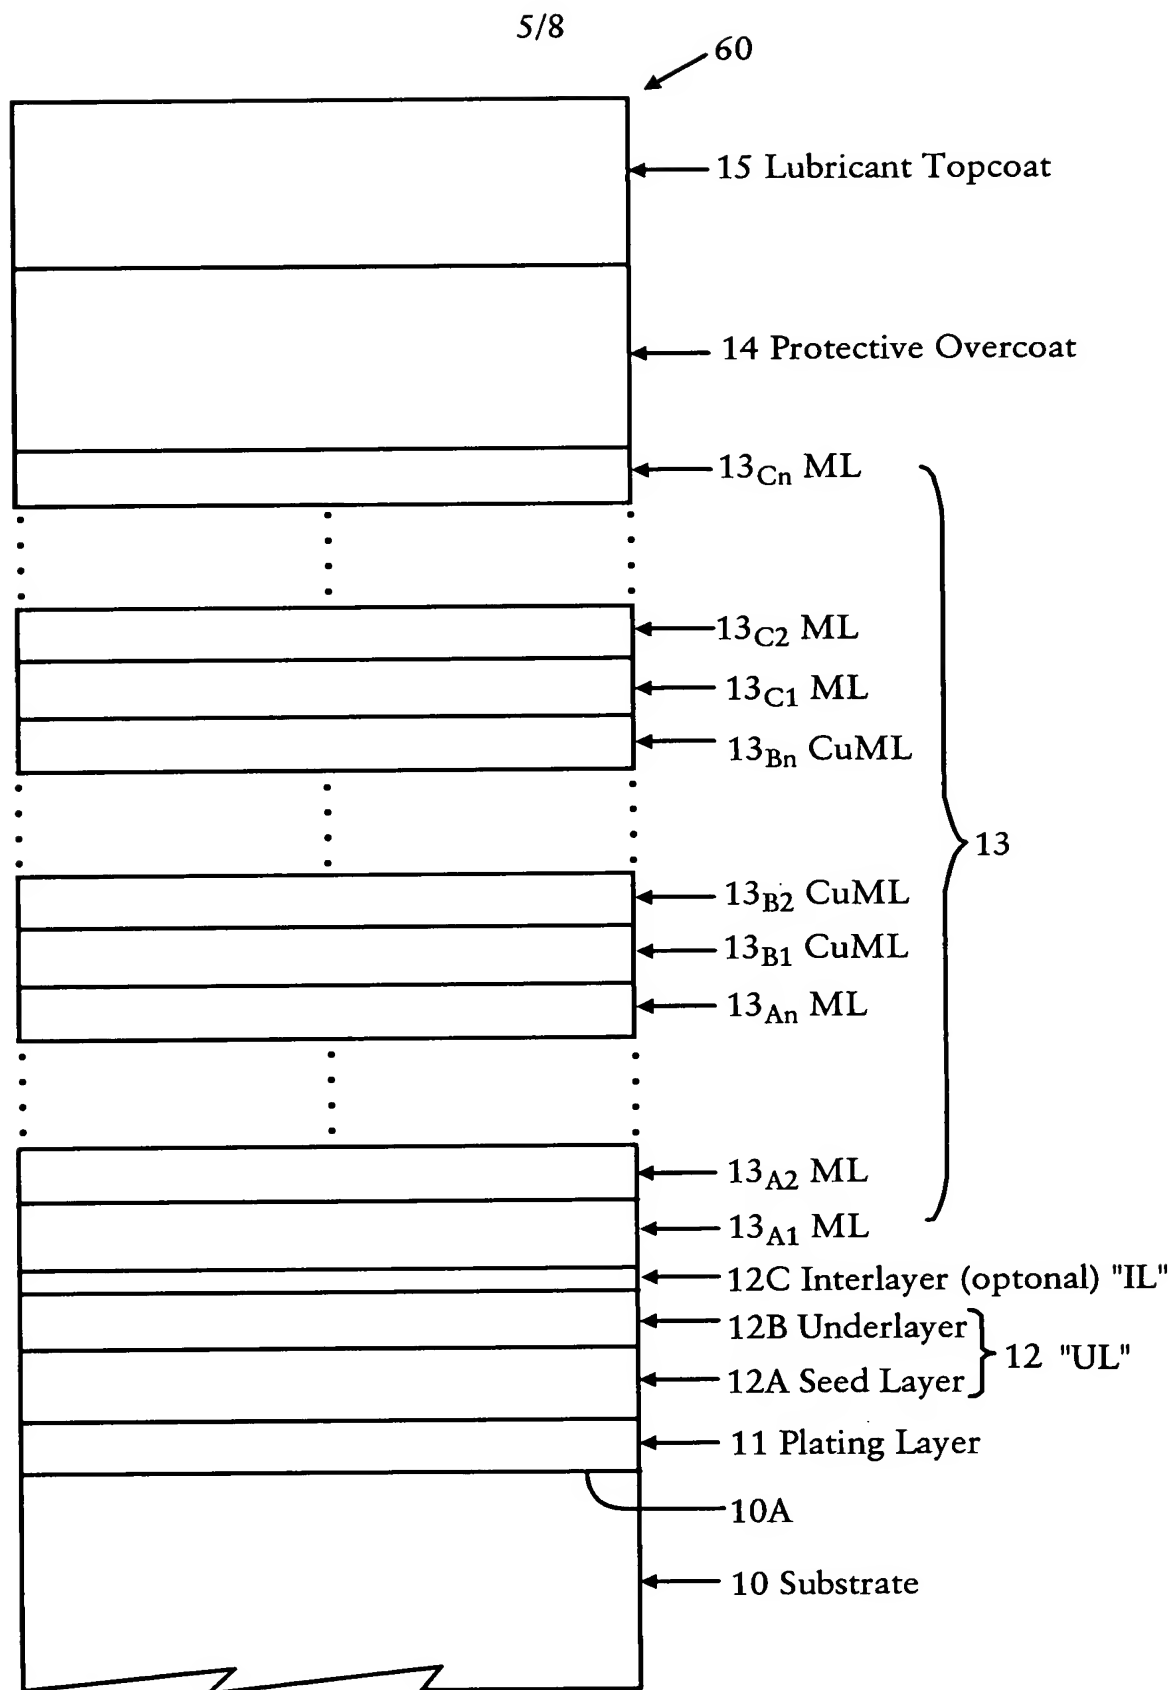 5/8
60
15 Lubricant Topcoat
14 Protective Overcoat
13Cn ML
13C2 ML
13C1 ML
13Bn CuML
13
13B2 CuML
13B1 CuML
13An ML
13A2 ML
13A1 ML
12C Interlayer (optonal) "IL"
12B Underlayer
12 "UL"
12A Seed Layer
11 Plating Layer
10A
10 Substrate